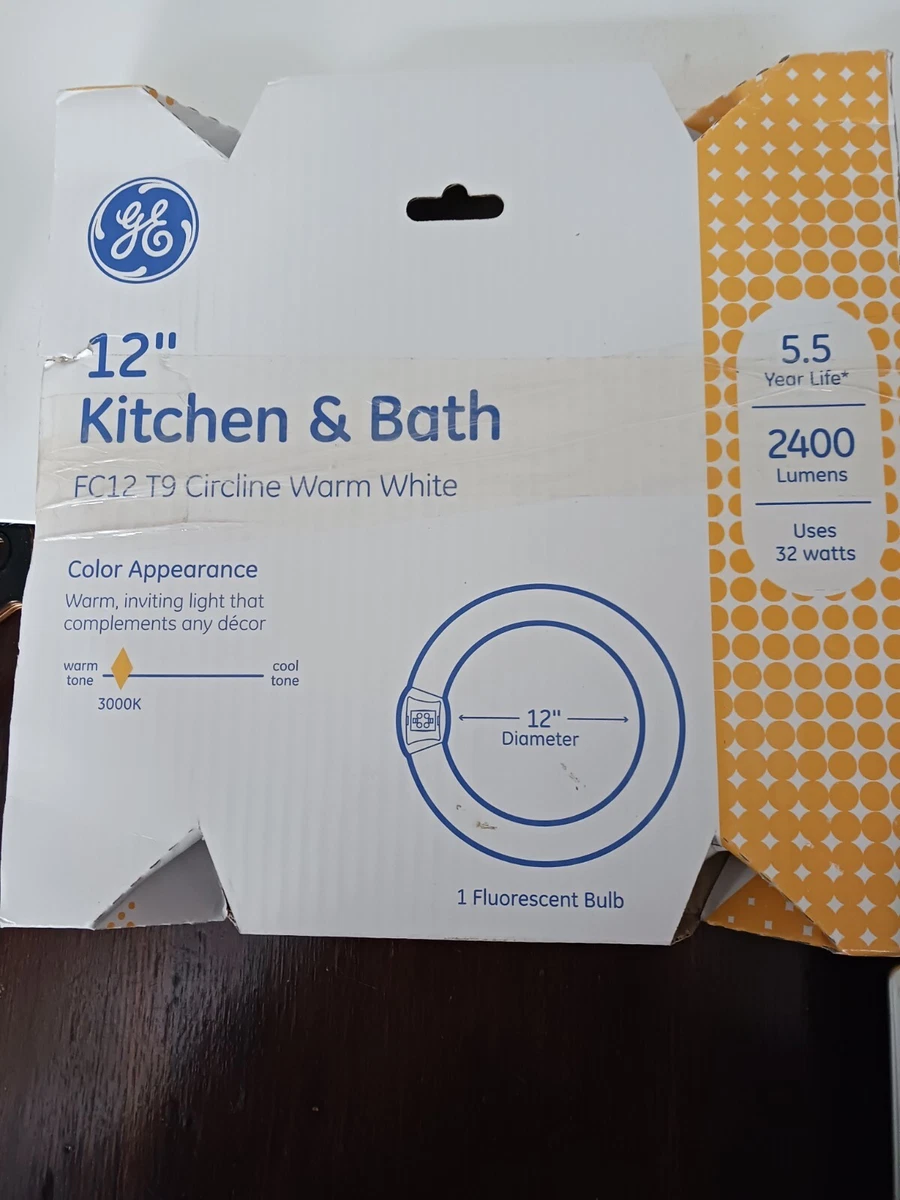 GE
12"
Kitchen & Bath
FC12 T9 Circline Warm White
Color Appearance
Warm, inviting light that
complements any décor
warm
tone
cool
tone
3000K
12"
Diameter
1 Fluorescent Bulb
5.5
Year Life*
2400
Lumens
Uses
32 watts